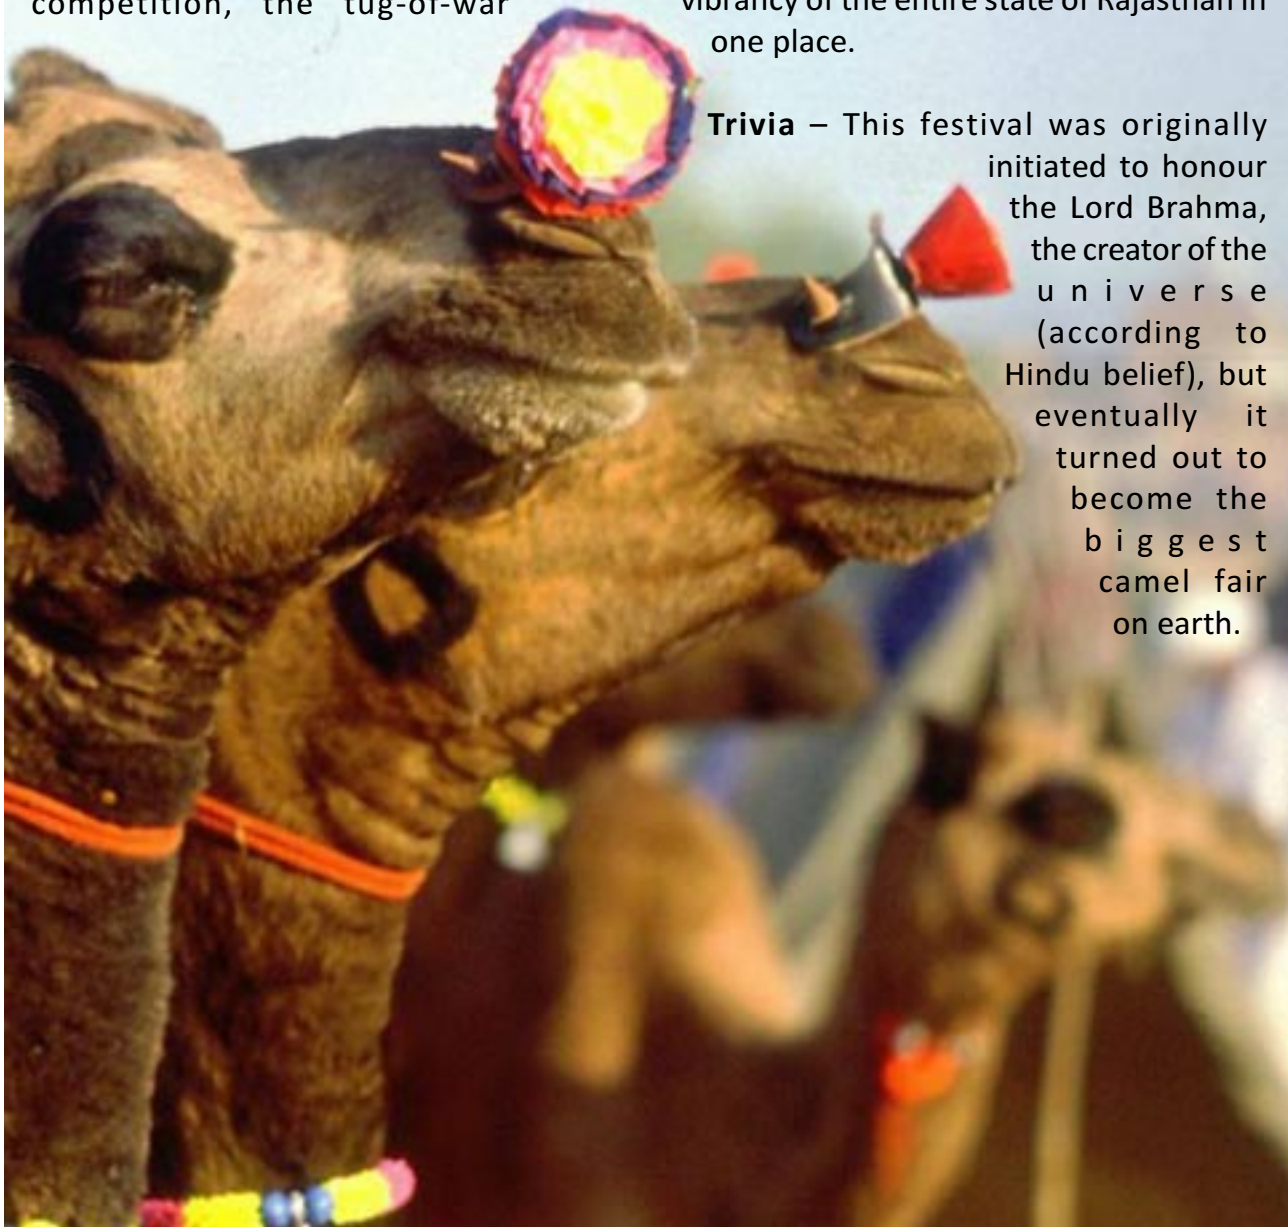 competition, the tug-of-war
vibrancy of the entire state of Rajasthan in
one place.
Trivia – This festival was originally
initiated to honour
the Lord Brahma,
the creator of the
universe
(according to
Hindu belief), but
eventually it
turned out to
become the
biggest
camel fair
on earth.